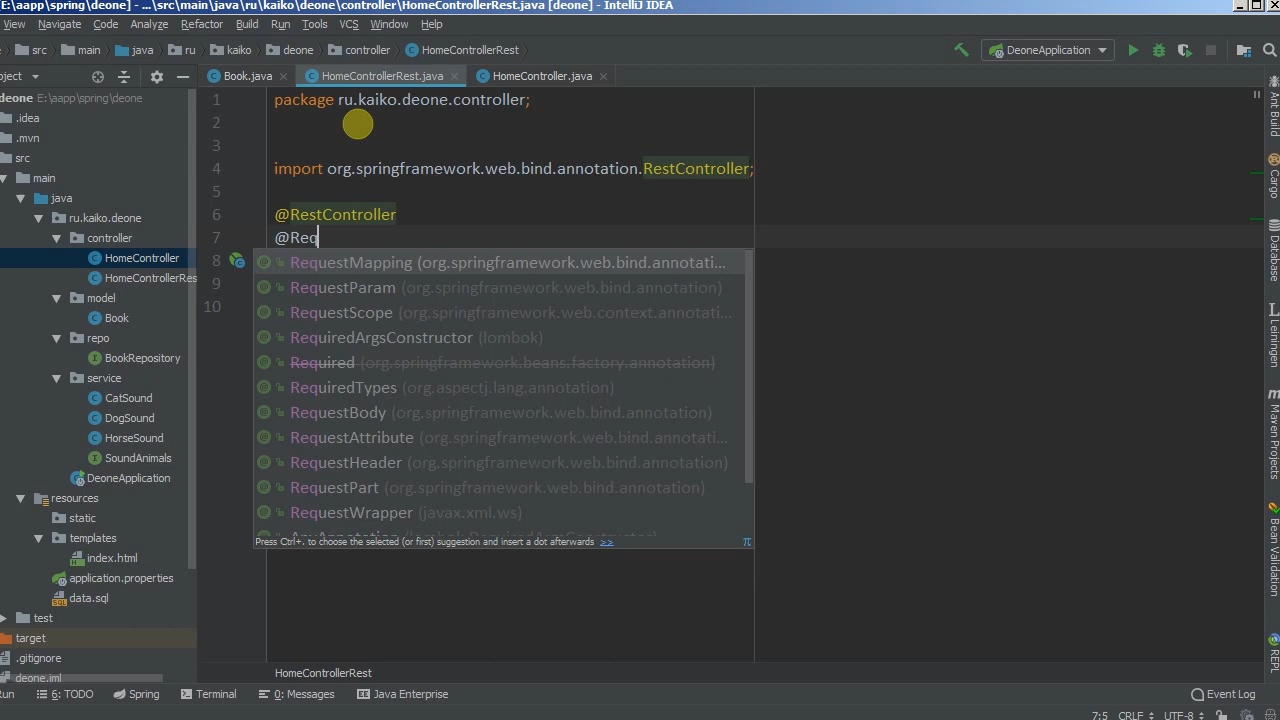 E:\aapp\spring\deone] - ...\src\main\java\ru\kaiko\deone\controller\HomeControllerRest.java [deone] - IntelliJ IDEA
View Navigate Code Analyze Refactor Build Run Tools VCS Window Help
src main java ru kaiko deone controller HomeControllerRest DeoneApplication
oject Book.java HomeControllerRest.java HomeController.java
deone E:\aapp\spring\deone
.idea
.mvn
src
main
java
ru.kaiko.deone
controller
HomeController
HomeControllerRes
model
Book
repo
BookRepository
service
CatSound
DogSound
HorseSound
SoundAnimals
DeoneApplication
resources
static
templates
index.html
application.properties
data.sql
test
target
.gitignore
deone.iml
1 package ru.kaiko.deone.controller;
2
3
4 import org.springframework.web.bind.annotation.RestController;
5
6 @RestController
7 @Req
8
9
10
RequestMapping (org.springframework.web.bind.annotati...
RequestParam (org.springframework.web.bind.annotation)
RequestScope (org.springframework.web.context.annotati...
RequiredArgsConstructor (lombok)
Required (org.springframework.beans.factory.annotation)
RequiredTypes (org.aspectj.lang.annotation)
RequestBody (org.springframework.web.bind.annotation)
RequestAttribute (org.springframework.web.bind.annotati...
RequestHeader (org.springframework.web.bind.annotation)
RequestPart (org.springframework.web.bind.annotation)
RequestWrapper (javax.xml.ws)
Press Ctrl+. to choose the selected (or first) suggestion and insert a dot afterwards >> π
Ant Build
Cargo
Database
Leiningen
Maven Projects
Bean Validation
REPL
HomeControllerRest
Run 6: TODO Spring Terminal 0: Messages Java Enterprise Event Log
7:5 CRLF UTF-8